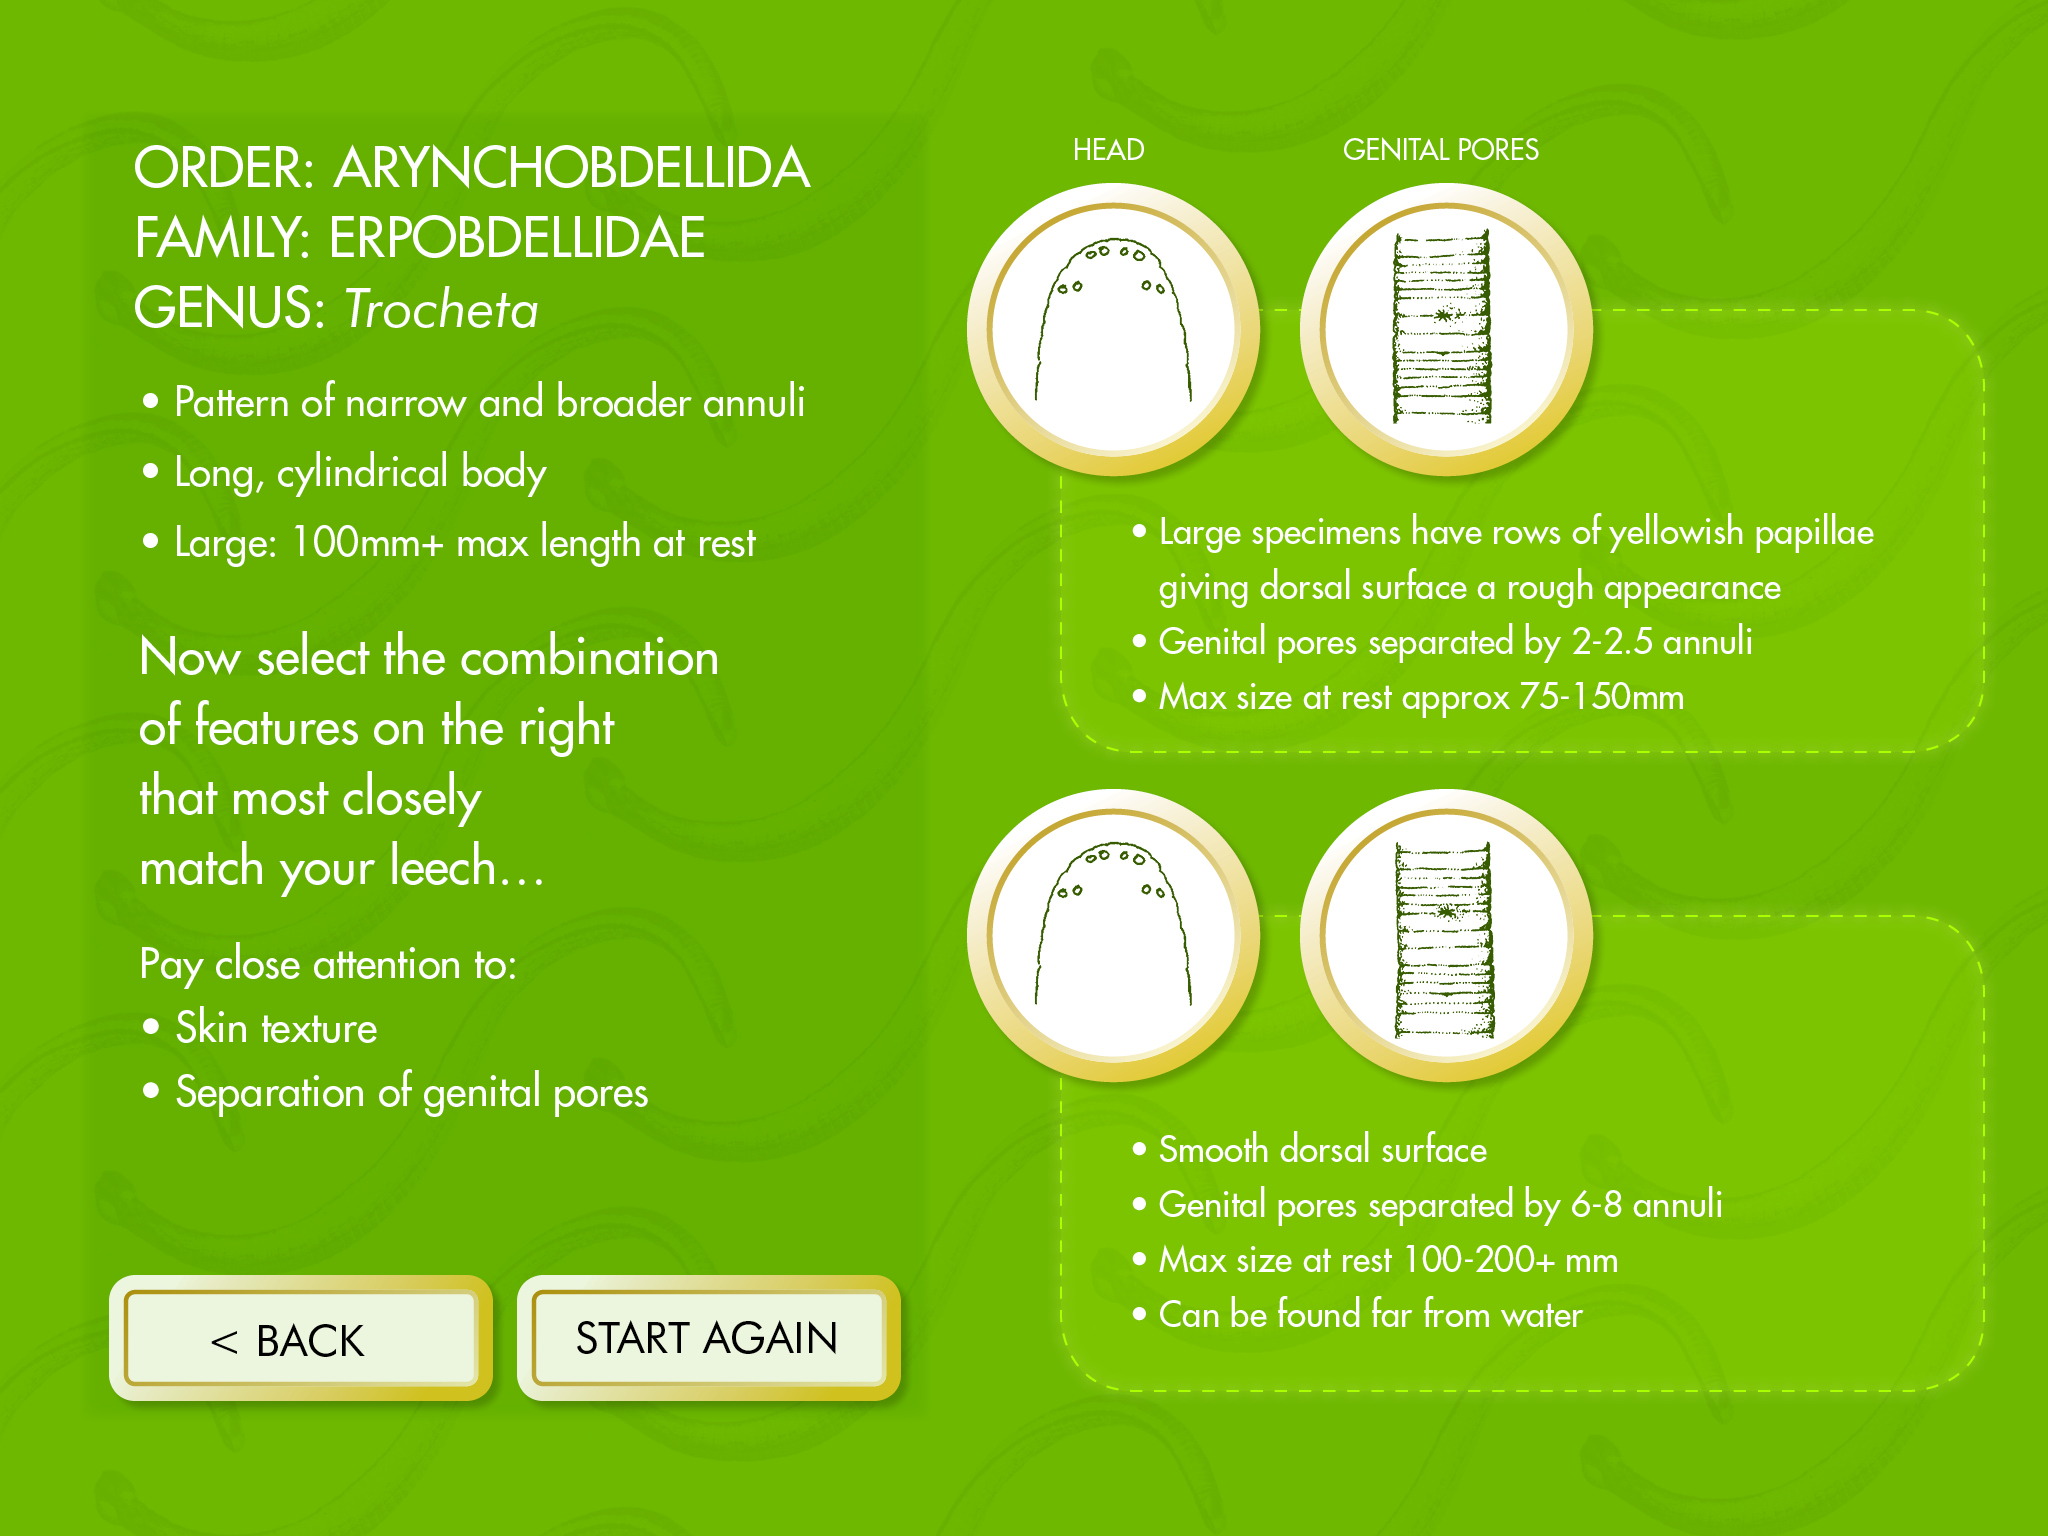 ORDER: ARYNCHOBDELLIDA
FAMILY: ERPOBDELLIDAE
GENUS: Trocheta
• Pattern of narrow and broader annuli
• Long, cylindrical body
• Large: 100mm+ max length at rest
Now select the combination
of features on the right
that most closely
match your leech...
Pay close attention to:
• Skin texture
• Separation of genital pores
< BACK
START AGAIN
HEAD
GENITAL PORES
• Large specimens have rows of yellowish papillae
giving dorsal surface a rough appearance
• Genital pores separated by 2-2.5 annuli
• Max size at rest approx 75-150mm
• Smooth dorsal surface
• Genital pores separated by 6-8 annuli
• Max size at rest 100-200+ mm
• Can be found far from water